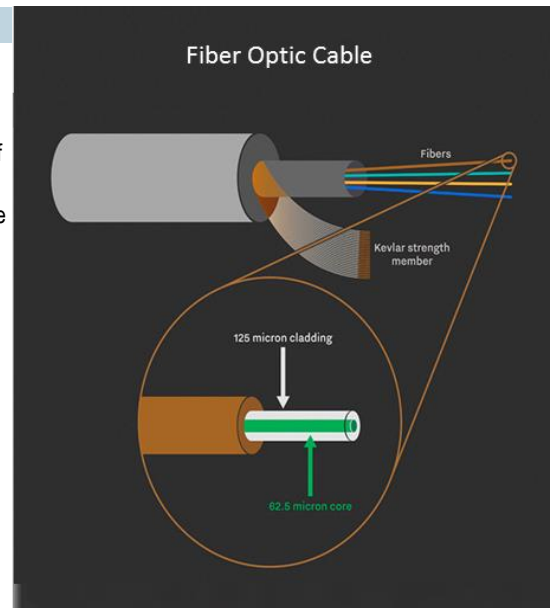 Fiber Optic Cable
f
e
Fibers
Kevlar strength
member
125 micron cladding
62.5 micron core